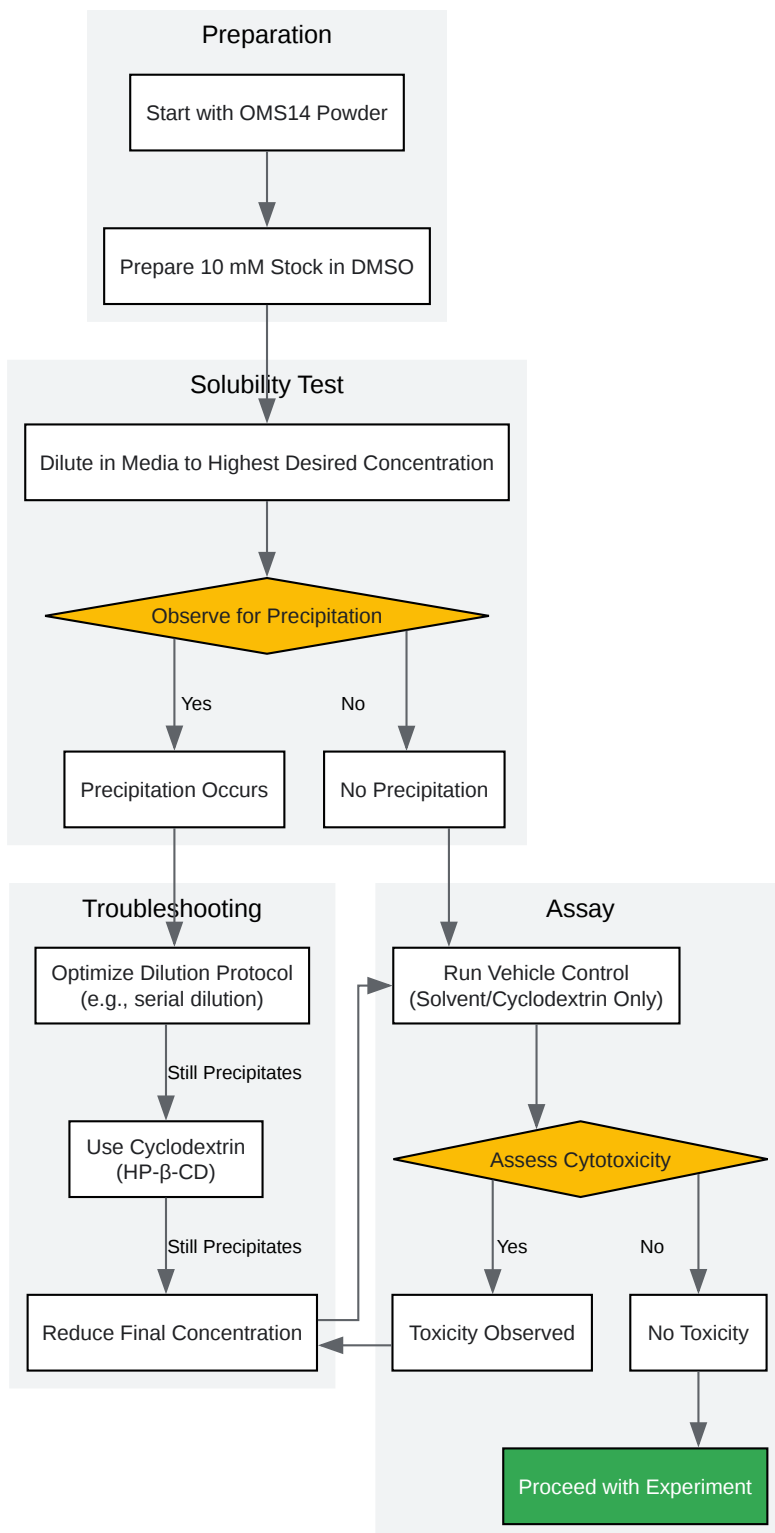 Preparation
Start with OMS14 Powder
Prepare 10 mM Stock in DMSO
Solubility Test
Dilute in Media to Highest Desired Concentration
Observe for Precipitation
Yes
No
Precipitation Occurs
No Precipitation
Troubleshooting
Optimize Dilution Protocol
(e.g., serial dilution)
Still Precipitates
Use Cyclodextrin
(HP-β-CD)
Still Precipitates
Reduce Final Concentration
Assay
Run Vehicle Control
(Solvent/Cyclodextrin Only)
Assess Cytotoxicity
Yes
No
Toxicity Observed
No Toxicity
Proceed with Experiment